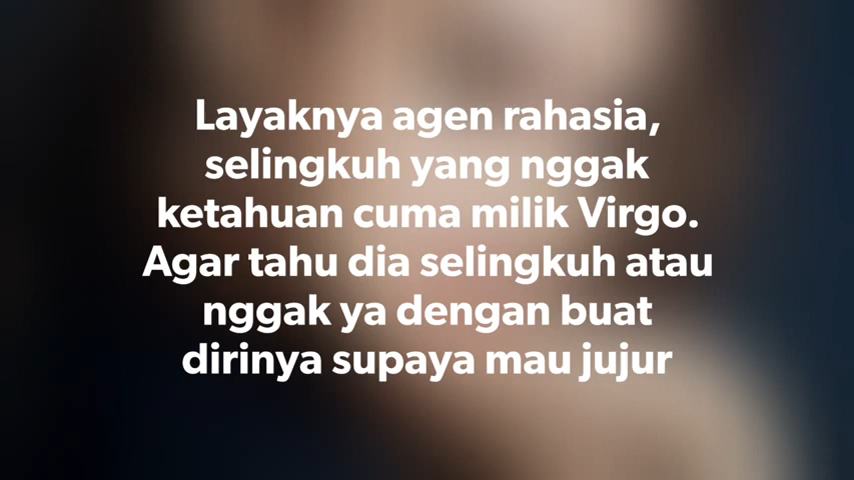 Layaknya agen rahasia,
selingkuh yang nggak
ketahuan cuma milik Virgo.
Agar tahu dia selingkuh atau
nggak ya dengan buat
dirinya supaya mau jujur